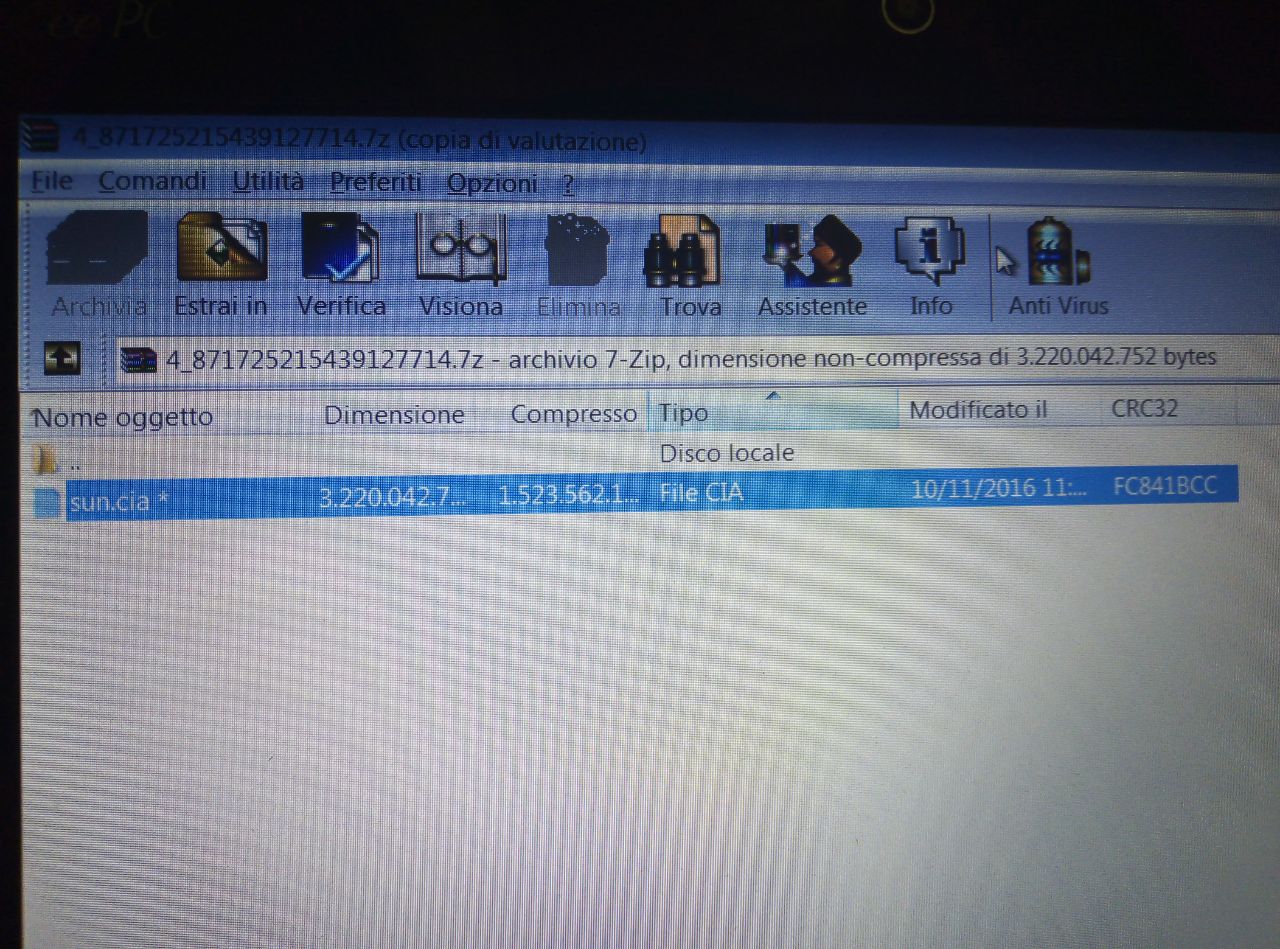 Eee PC
4_871725215439127714.7z (copia di valutazione)
File Comandi Utilità Preferiti Opzioni ?
Archivia Estrai in Verifica Visiona Elimina Trova Assistente Info Anti Virus
4_871725215439127714.7z - archivio 7-Zip, dimensione non-compressa di 3.220.042.752 bytes
Nome oggetto Dimensione Compresso Tipo Modificato il CRC32
.. Disco locale
sun.cia * 3.220.042.7... 1.523.562.1... File CIA 10/11/2016 11:... FC841BCC